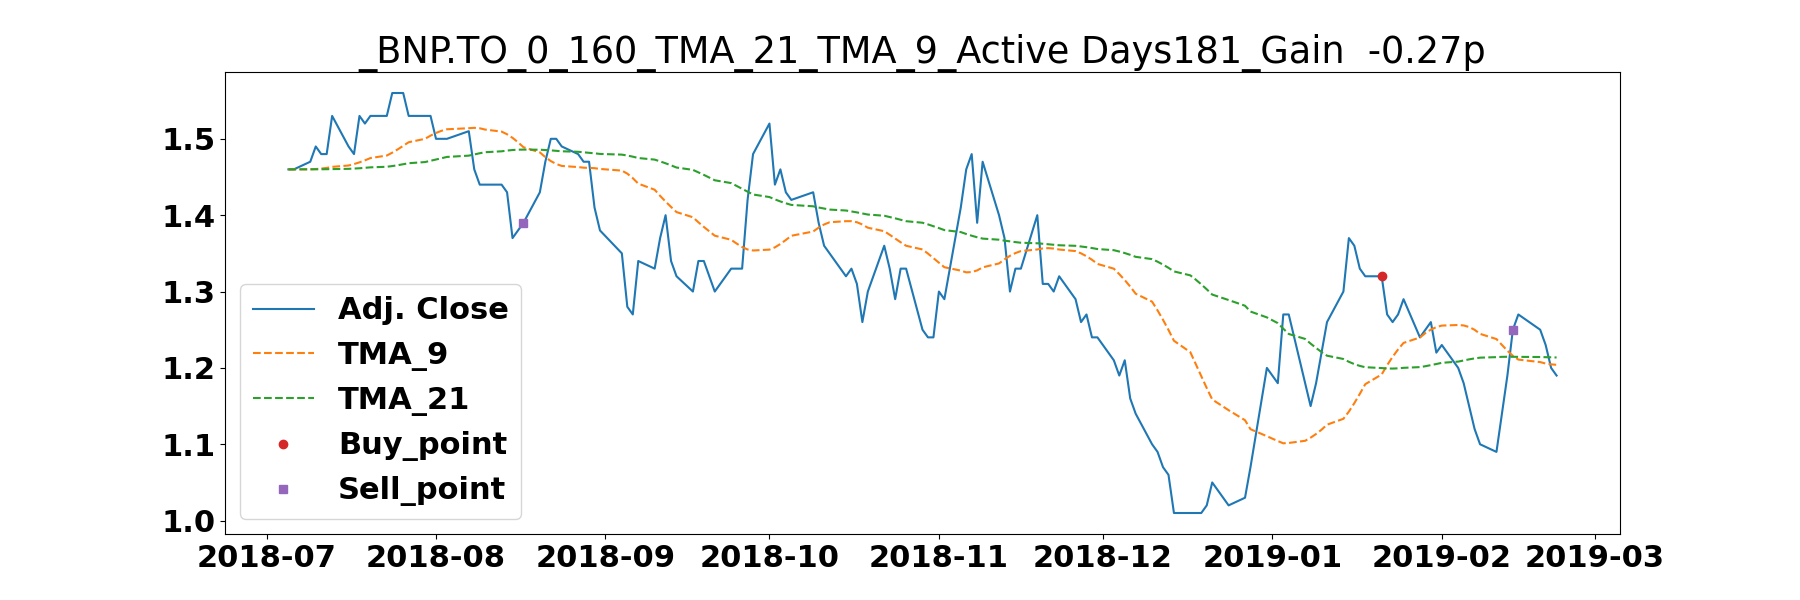 _BNP.TO_0_160_TMA_21_TMA_9_Active Days181_Gain  -0.27p
1.5
1.4
1.3
1.2
1.1
1.0
Adj. Close
TMA_9
TMA_21
Buy_point
Sell_point
2018-07 2018-08 2018-09 2018-10 2018-11 2018-12 2019-01 2019-02 2019-03